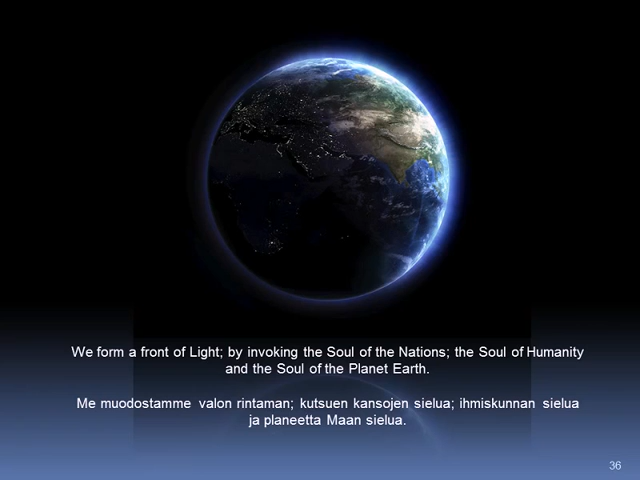 We form a front of Light; by invoking the Soul of the Nations; the Soul of Humanity
and the Soul of the Planet Earth.
Me muodostamme valon rintaman; kutsuen kansojen sielua; ihmiskunnan sielua
ja planeetta Maan sielua.
36